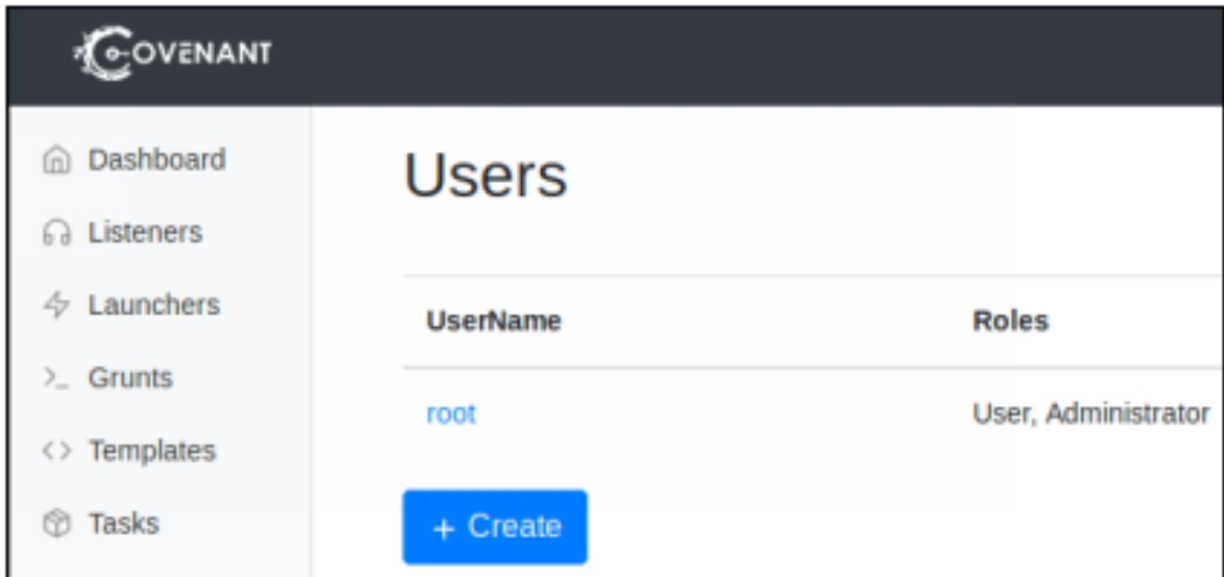 COVENANT
Dashboard
Listeners
Launchers
Grunts
Templates
Tasks
Users
UserName Roles
root User, Administrator
+ Create